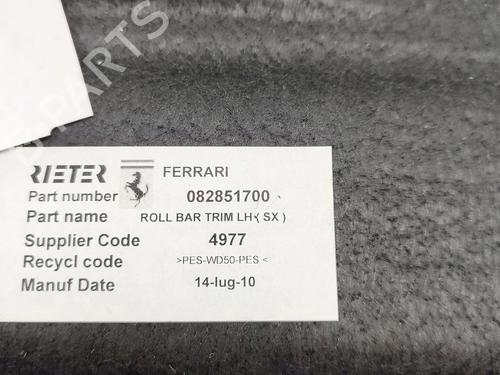 PARTS
RIETER FERRARI
Part number 082851700
Part name ROLL BAR TRIM LH ( SX )
Supplier Code 4977
Recycl code >PES-WD50-PES <
Manuf Date 14-lug-10